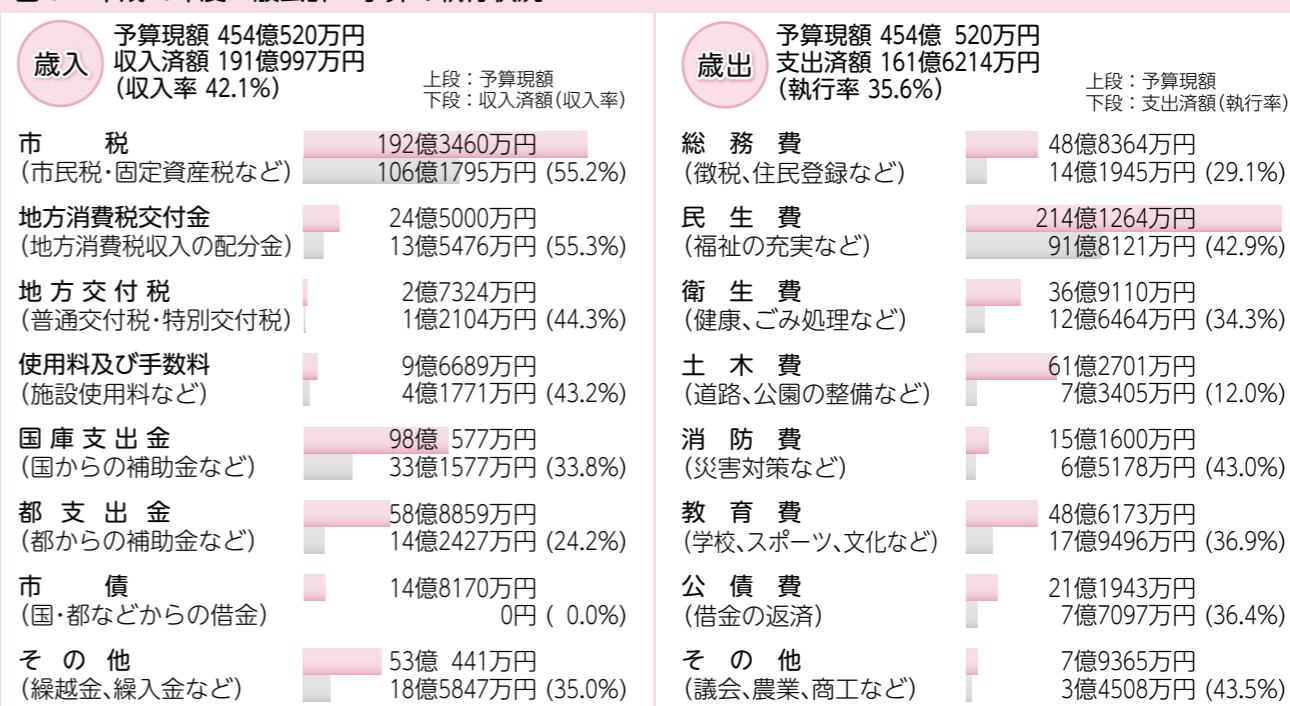 歳入
予算現額 454億520万円
収入済額 191億997万円
(収入率 42.1%)
上段：予算現額
下段：収入済額(収入率)
市税
192億3460万円
(市民税・固定資産税など)
106億1795万円 (55.2%)
地方消費税交付金
24億5000万円
(地方消費税収入の配分金)
13億5476万円 (55.3%)
地方交付税
2億7324万円
(普通交付税・特別交付税)
1億2104万円 (44.3%)
使用料及び手数料
9億6689万円
(施設使用料など)
4億1771万円 (43.2%)
国庫支出金
98億 577万円
(国からの補助金など)
33億1577万円 (33.8%)
都支出金
58億8859万円
(都からの補助金など)
14億2427万円 (24.2%)
市債
14億8170万円
(国・都などからの借金)
0円 ( 0.0%)
その他
53億 441万円
(繰越金、繰入金など)
18億5847万円 (35.0%)
歳出
予算現額 454億 520万円
支出済額 161億6214万円
(執行率 35.6%)
上段：予算現額
下段：支出済額(執行率)
総務費
48億8364万円
(徴税、住民登録など)
14億1945万円 (29.1%)
民生費
214億1264万円
(福祉の充実など)
91億8121万円 (42.9%)
衛生費
36億9110万円
(健康、ごみ処理など)
12億6464万円 (34.3%)
土木費
61億2701万円
(道路、公園の整備など)
7億3405万円 (12.0%)
消防費
15億1600万円
(災害対策など)
6億5178万円 (43.0%)
教育費
48億6173万円
(学校、スポーツ、文化など)
17億9496万円 (36.9%)
公債費
21億1943万円
(借金の返済)
7億7097万円 (36.4%)
その他
7億9365万円
(議会、農業、商工など)
3億4508万円 (43.5%)